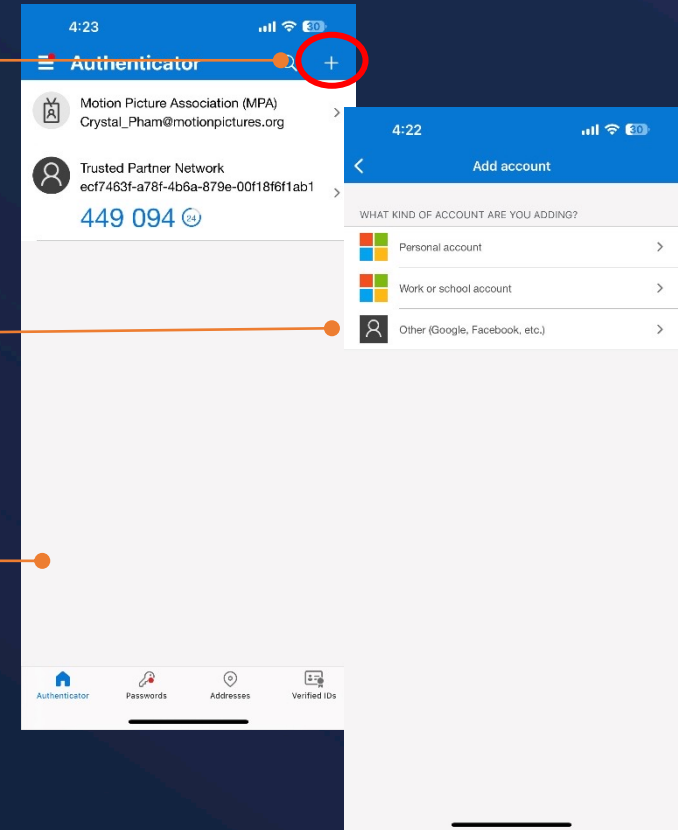 4:23
30
Authenticator
Motion Picture Association (MPA)
Crystal_Pham@motionpictures.org
Trusted Partner Network
ecf7463f-a78f-4b6a-879e-00f18f6f1ab1
449 094
24
Authenticator
Passwords
Addresses
Verified IDs
4:22
30
Add account
WHAT KIND OF ACCOUNT ARE YOU ADDING?
Personal account
Work or school account
Other (Google, Facebook, etc.)